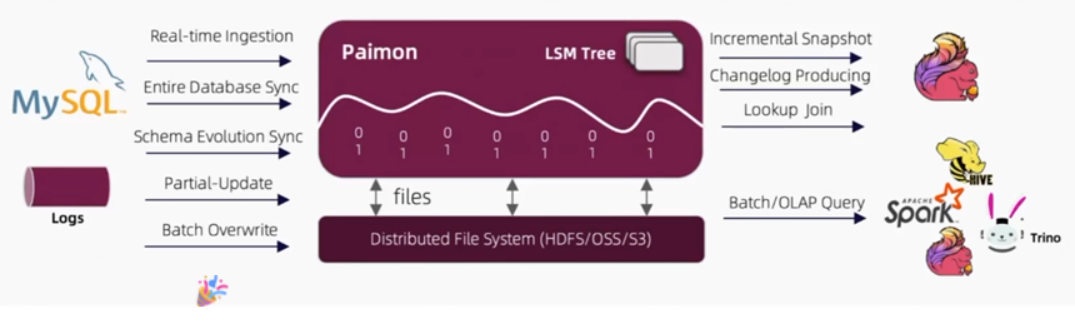 MySQL
Logs
Real-time Ingestion
Entire Database Sync
Schema Evolution Sync
Partial-Update
Batch Overwrite
Paimon
LSM Tree
0 0 0 0 0 0 0
1 1 1 1 1 1 1
files
Distributed File System (HDFS/OSS/S3)
Incremental Snapshot
Changelog Producing
Lookup Join
Batch/OLAP Query
HIVE
APACHE
Spark
Trino